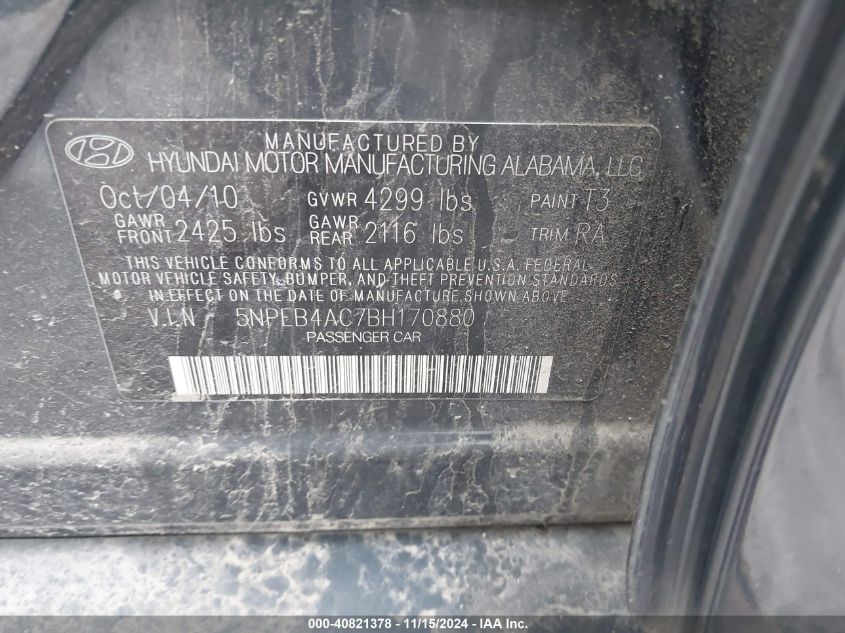 MANUFACTURED BY
HYUNDAI MOTOR MANUFACTURING ALABAMA, LLC
Oct/04/10 GVWR 4299 lbs PAINT T3
GAWR FRONT 2425 lbs GAWR REAR 2116 lbs TRIM RA
THIS VEHICLE CONFORMS TO ALL APPLICABLE U.S.A. FEDERAL
MOTOR VEHICLE SAFETY, BUMPER, AND THEFT PREVENTION STANDARDS
IN EFFECT ON THE DATE OF MANUFACTURE SHOWN ABOVE
V.I.N 5NPEB4AC7BH170880
PASSENGER CAR
000-40821378 - 11/15/2024 - IAA Inc.